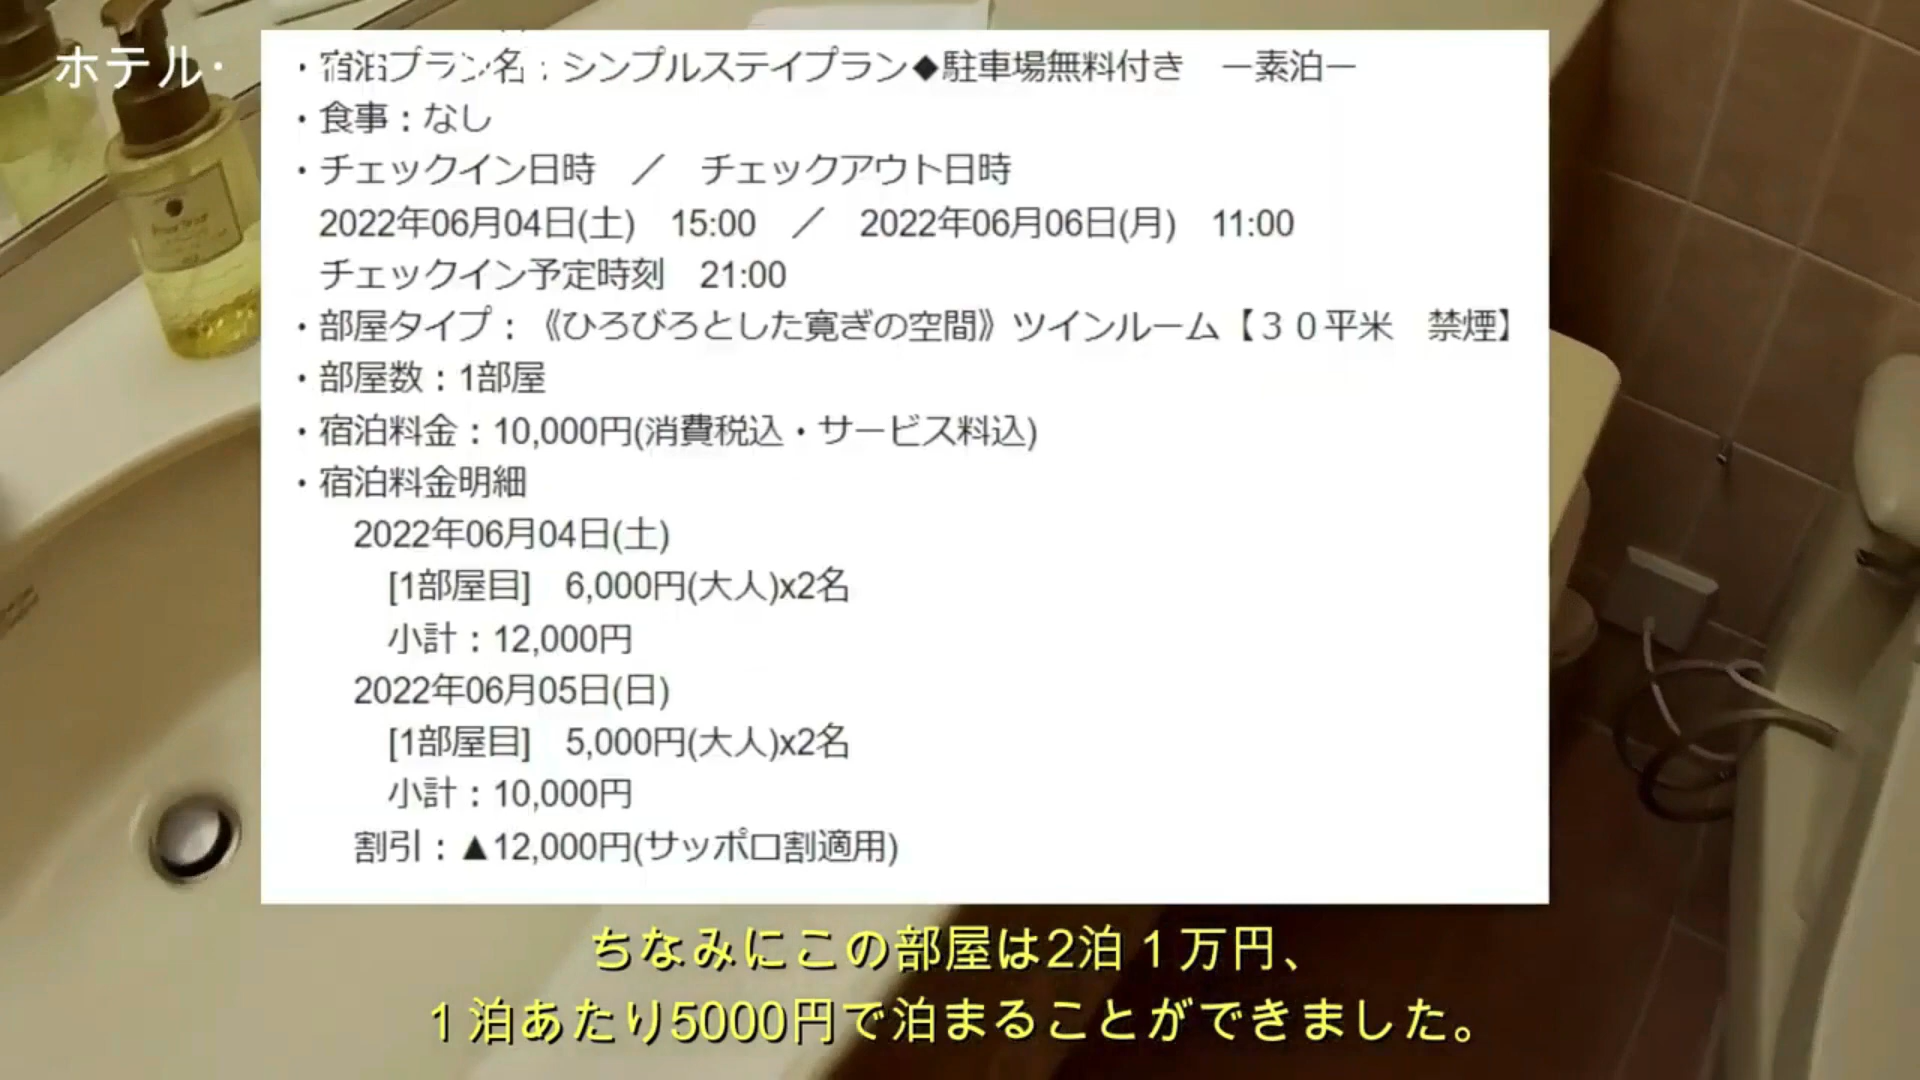 ホテル・
・宿泊プラン名：シンプルステイプラン◆駐車場無料付き　ー素泊ー
・食事：なし
・チェックイン日時　／　チェックアウト日時
2022年06月04日(土)　15:00　／　2022年06月06日(月)　11:00
チェックイン予定時刻　21:00
・部屋タイプ：《ひろびろとした寛ぎの空間》ツインルーム【３０平米　禁煙】
・部屋数：1部屋
・宿泊料金：10,000円(消費税込・サービス料込)
・宿泊料金明細
2022年06月04日(土)
[1部屋目]　6,000円(大人)x2名
小計：12,000円
2022年06月05日(日)
[1部屋目]　5,000円(大人)x2名
小計：10,000円
割引：▲12,000円(サッポロ割適用)
ちなみにこの部屋は2泊１万円、
１泊あたり5000円で泊まることができました。